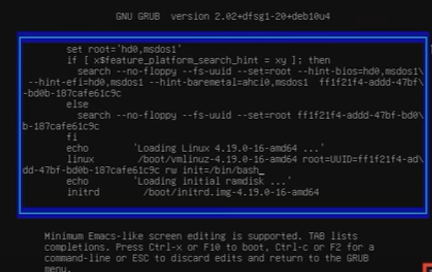 GNU GRUB  version 2.02+dfsg1-20+deb10u4
set root='hd0,msdos1'
if [ x$feature_platform_search_hint = xy ]; then
search --no-floppy --fs-uuid --set=root --hint-bios=hd0,msdos1\
--hint-efi=hd0,msdos1 --hint-baremetal=ahci0,msdos1  ff1f21f4-addd-47bf\
-bd0b-187cafe61c9c
else
search --no-floppy --fs-uuid --set=root ff1f21f4-addd-47bf-bd0\
b-187cafe61c9c
fi
echo 'Loading Linux 4.19.0-16-amd64 ...'
linux /boot/vmlinuz-4.19.0-16-amd64 root=UUID=ff1f21f4-ad\
dd-47bf-bd0b-187cafe61c9c rw init=/bin/bash_
echo 'Loading initial ramdisk ...'
initrd /boot/initrd.img-4.19.0-16-amd64
Minimum Emacs-like screen editing is supported. TAB lists
completions. Press Ctrl-x or F10 to boot, Ctrl-c or F2 for a
command-line or ESC to discard edits and return to the GRUB
menu.